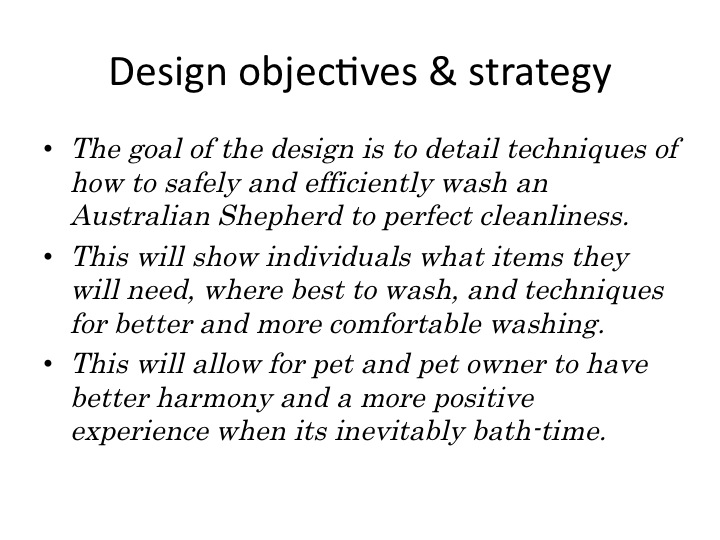 Design objectives & strategy
• The goal of the design is to detail techniques of
how to safely and efficiently wash an
Australian Shepherd to perfect cleanliness.
• This will show individuals what items they
will need, where best to wash, and techniques
for better and more comfortable washing.
• This will allow for pet and pet owner to have
better harmony and a more positive
experience when its inevitably bath-time.